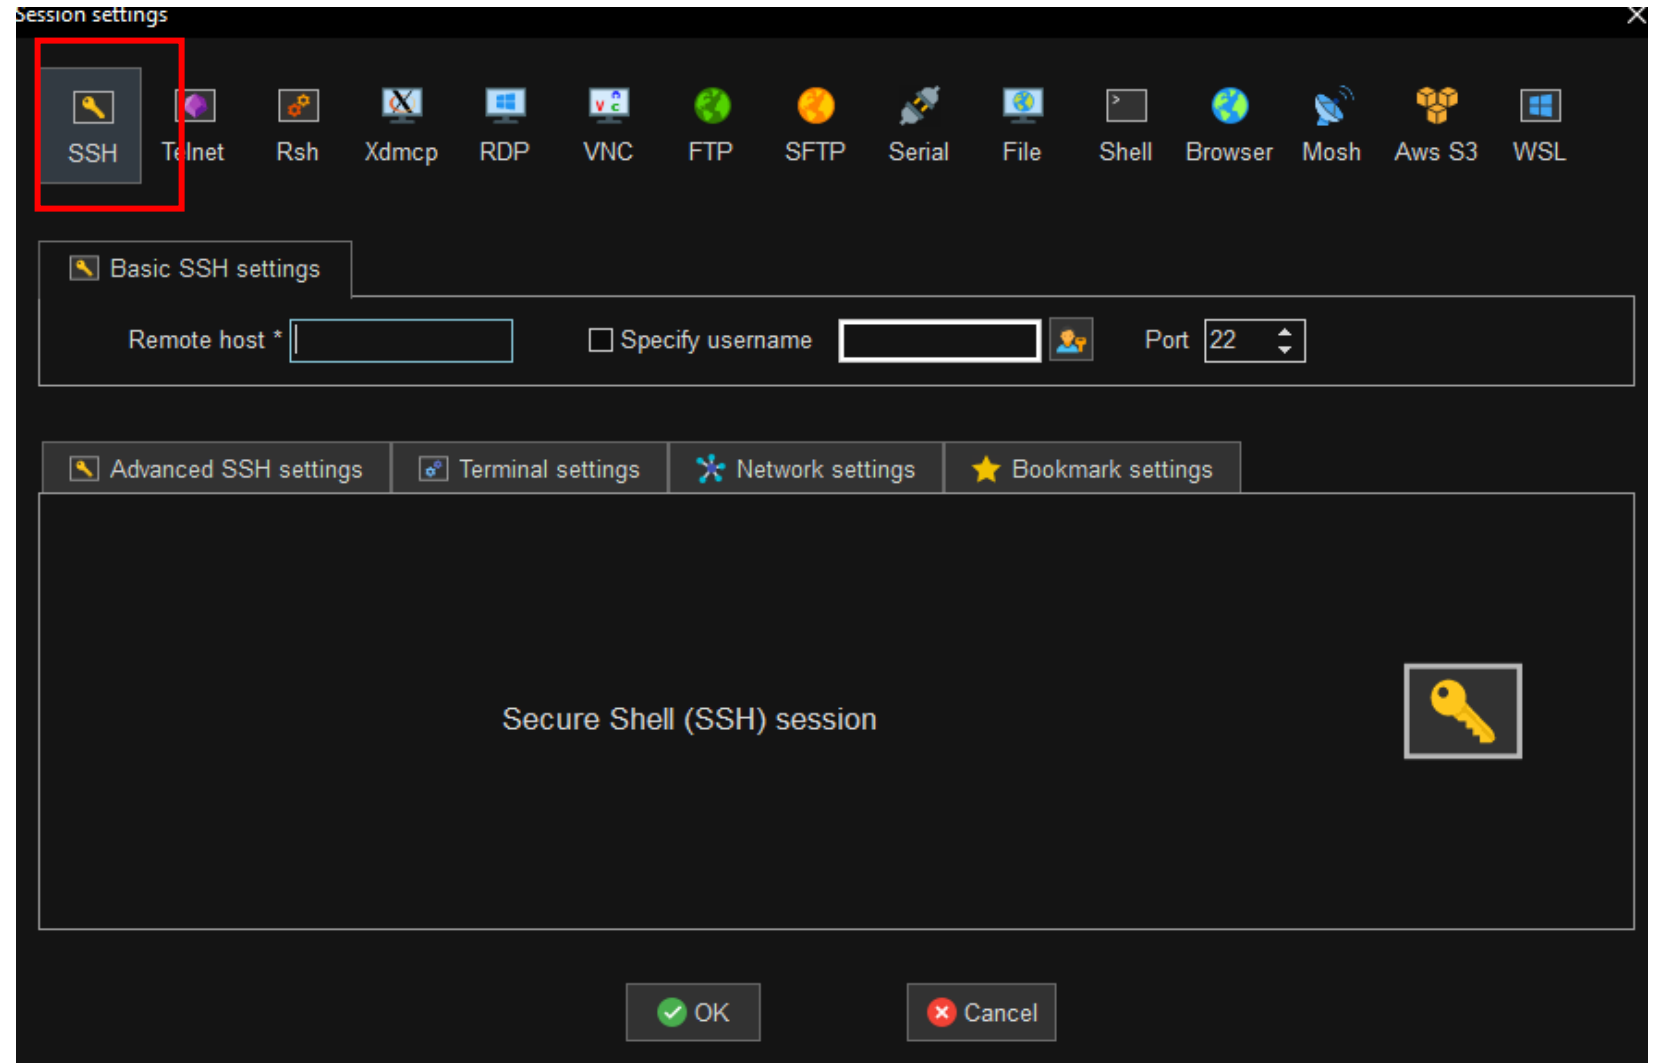 Session settings
SSH Telnet Rsh Xdmcp RDP VNC FTP SFTP Serial File Shell Browser Mosh Aws S3 WSL
Basic SSH settings
Remote host * Specify username Port 22
Advanced SSH settings Terminal settings Network settings Bookmark settings
Secure Shell (SSH) session
OK Cancel